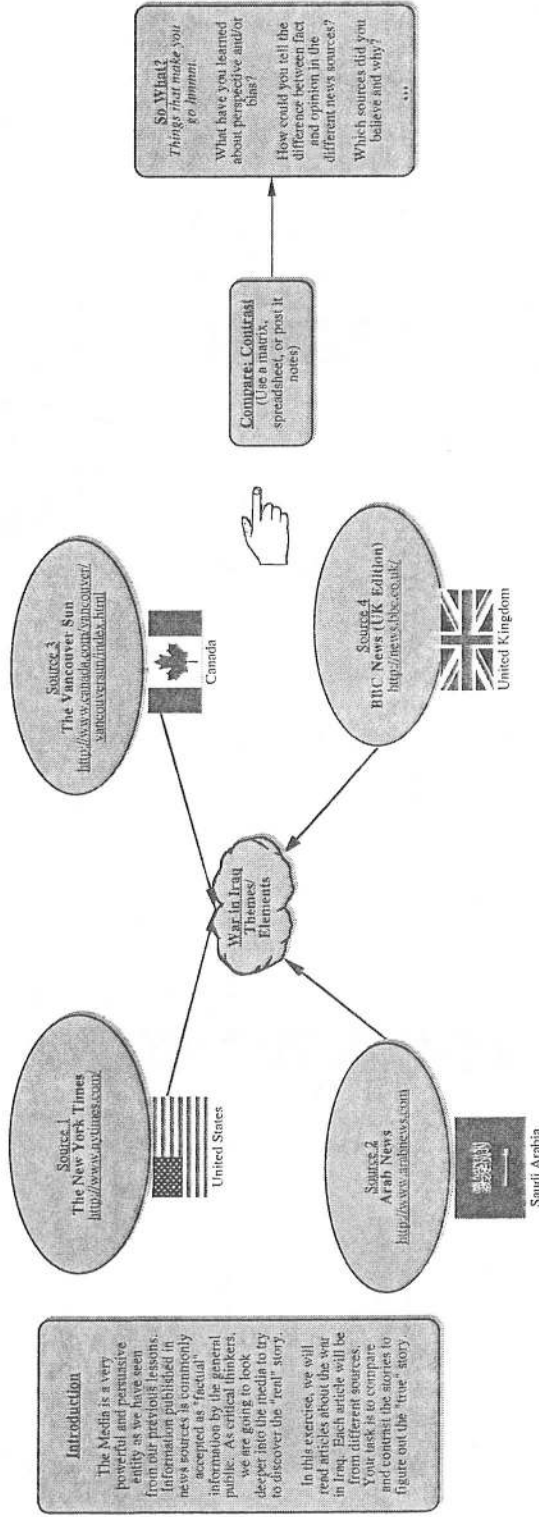 Introduction
The Media is a very
powerful and persuasive
entity as we have seen
from our previous lessons.
Information published in
news sources is commonly
accepted as "factual"
information by the general
public. As critical thinkers,
we are going to look
deeper into the media to try
to discover the "real" story.
In this exercise, we will
read articles about the war
in Iraq. Each article will be
from different sources.
Your task is to compare
and contrast the stories to
figure out the "true" story.
Source 1
The New York Times
http://www.nytimes.com/
United States
Source 2
Arab News
http://www.arabnews.com
Saudi Arabia
War in Iraq
Themes/
Elements
Source 3
The Vancouver Sun
http://www.canada.com/vancouver/
vancouversun/index.html
Canada
Source 4
BBC News (UK Edition)
http://news.bbc.co.uk/
United Kingdom
Compare: Contrast
(Use a matrix,
spreadsheet, or post it
notes)
So What?
Things that make you
go hmmm!
What have you learned
about perspective and/or
bias?
How could you tell the
difference between fact
and opinion in the
different news sources?
Which sources did you
believe and why?
...